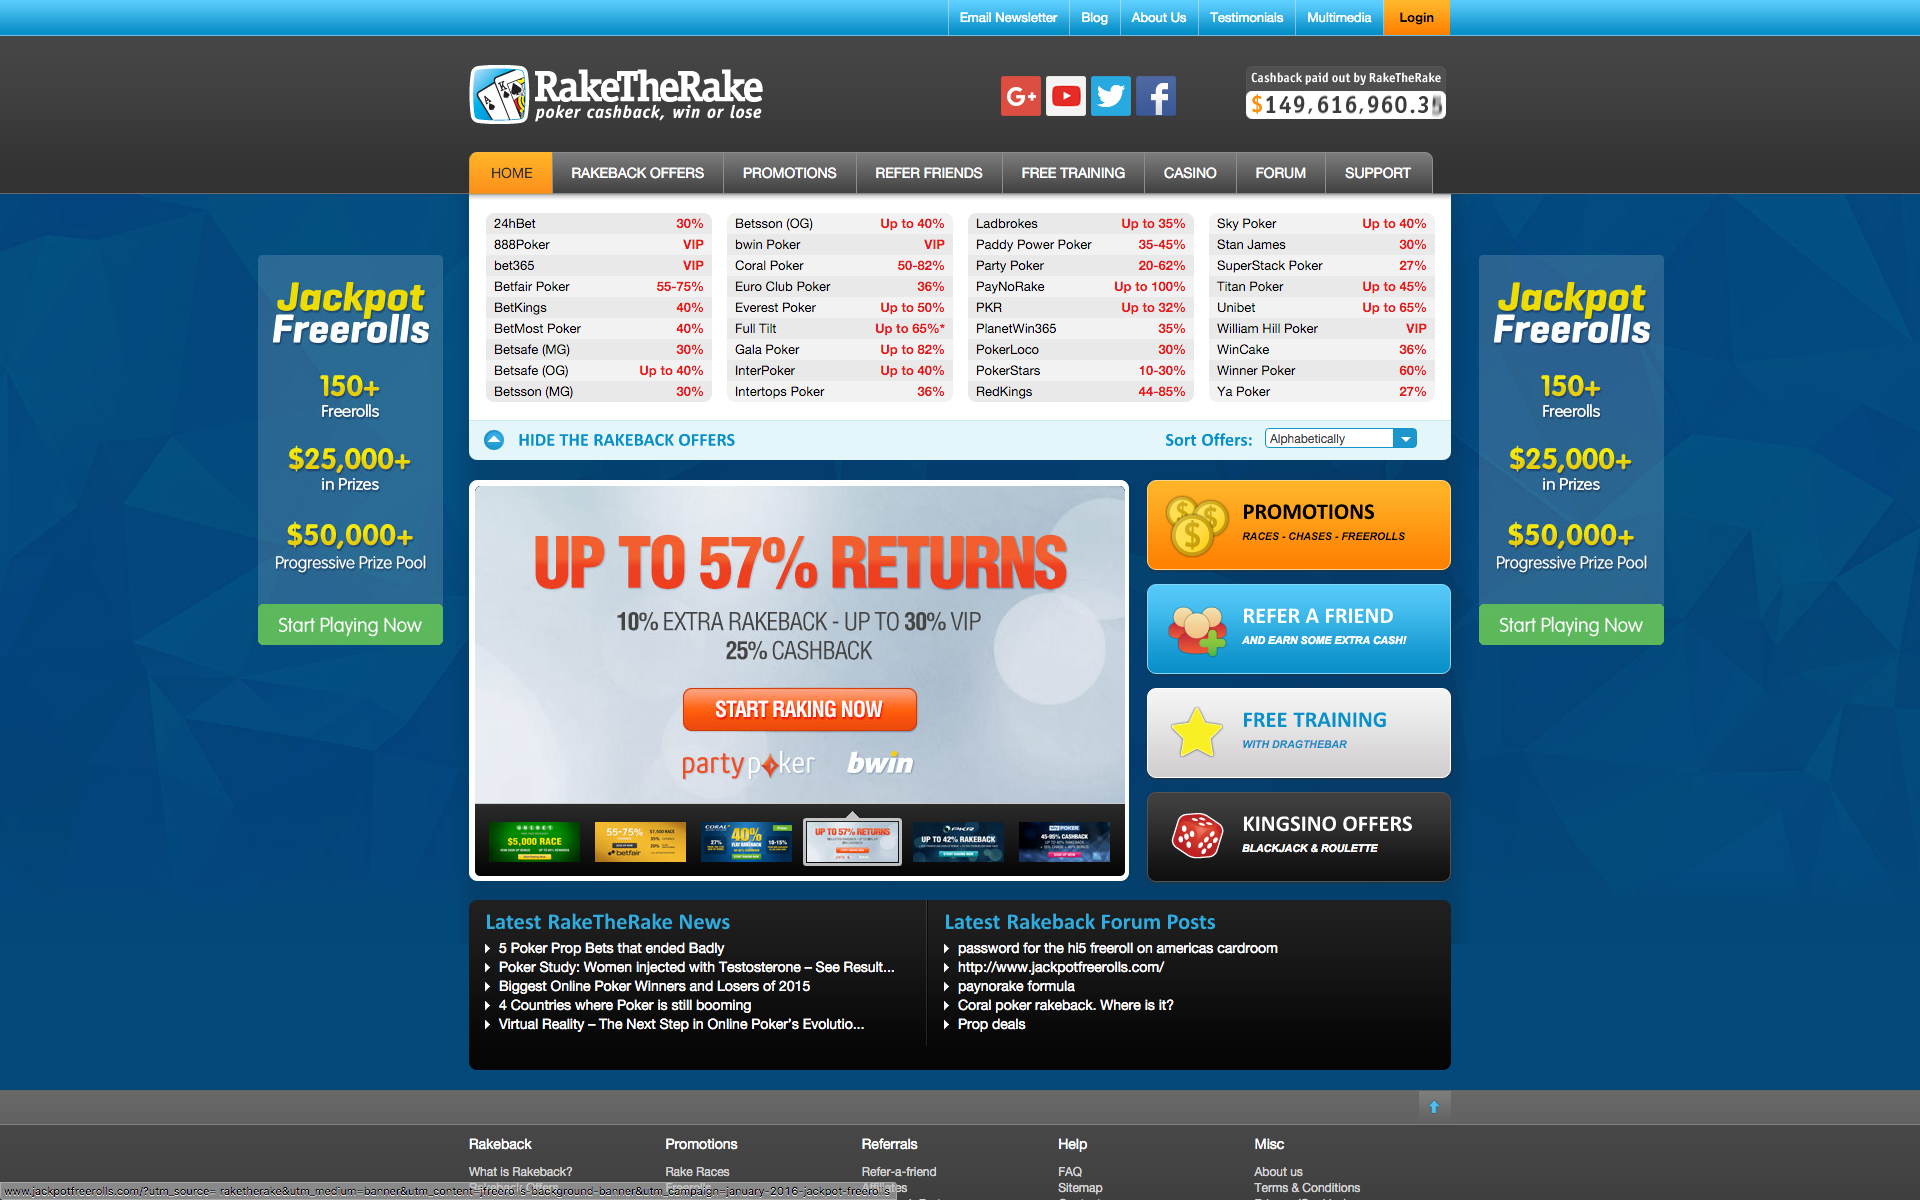 Email Newsletter Blog About Us Testimonials Multimedia Login
RakeTheRake
poker cashback, win or lose
G+
Cashback paid out by RakeTheRake
$149,616,960.3
HOME RAKEBACK OFFERS PROMOTIONS REFER FRIENDS FREE TRAINING CASINO FORUM SUPPORT
24hBet 30% Betsson (OG) Up to 40% Ladbrokes Up to 35% Sky Poker Up to 40%
888Poker VIP bwin Poker VIP Paddy Power Poker 35-45% Stan James 30%
bet365 VIP Coral Poker 50-82% Party Poker 20-62% SuperStack Poker 27%
Betfair Poker 55-75% Euro Club Poker 36% PayNoRake Up to 100% Titan Poker Up to 45%
BetKings 40% Everest Poker Up to 50% PKR Up to 32% Unibet Up to 65%
BetMost Poker 40% Full Tilt Up to 65%* PlanetWin365 35% William Hill Poker VIP
Betsafe (MG) 30% Gala Poker Up to 82% PokerLoco 30% WinCake 36%
Betsafe (OG) Up to 40% InterPoker Up to 40% PokerStars 10-30% Winner Poker 60%
Betsson (MG) 30% Intertops Poker 36% RedKings 44-85% Ya Poker 27%
HIDE THE RAKEBACK OFFERS Sort Offers: Alphabetically
Jackpot
Freerolls
150+
Freerolls
$25,000+
in Prizes
$50,000+
Progressive Prize Pool
Start Playing Now
Jackpot
Freerolls
150+
Freerolls
$25,000+
in Prizes
$50,000+
Progressive Prize Pool
Start Playing Now
UP TO 57% RETURNS
10% EXTRA RAKEBACK - UP TO 30% VIP
25% CASHBACK
START RAKING NOW
partypoker bwin
UNIBET
$5,000 RACE
55-75%
$7,500 RACE
betfair
CORAL
27% 40% 10-15%
FLAT RAKEBACK
UP TO 57% RETURNS
PKR
UP TO 42% RAKEBACK
sky POKER
45-95% CASHBACK
PROMOTIONS
RACES - CHASES - FREEROLLS
REFER A FRIEND
AND EARN SOME EXTRA CASH!
FREE TRAINING
WITH DRAGTHEBAR
KINGSINO OFFERS
BLACKJACK & ROULETTE
Latest RakeTheRake News
5 Poker Prop Bets that ended Badly
Poker Study: Women injected with Testosterone – See Result...
Biggest Online Poker Winners and Losers of 2015
4 Countries where Poker is still booming
Virtual Reality – The Next Step in Online Poker's Evolutio...
Latest Rakeback Forum Posts
password for the hi5 freeroll on americas cardroom
http://www.jackpotfreerolls.com/
paynorake formula
Coral poker rakeback. Where is it?
Prop deals
Rakeback Promotions Referrals Help Misc
What is Rakeback? Rake Races Refer-a-friend FAQ About us
Rakeback Offers Freerolls Affiliates Sitemap Terms & Conditions
www.jackpotfreerolls.com/?utm_source=raketherake&utm_medium=banner&utm_content=jfreerolls-background-banner&utm_campaign=january-2016-jackpot-freerolls